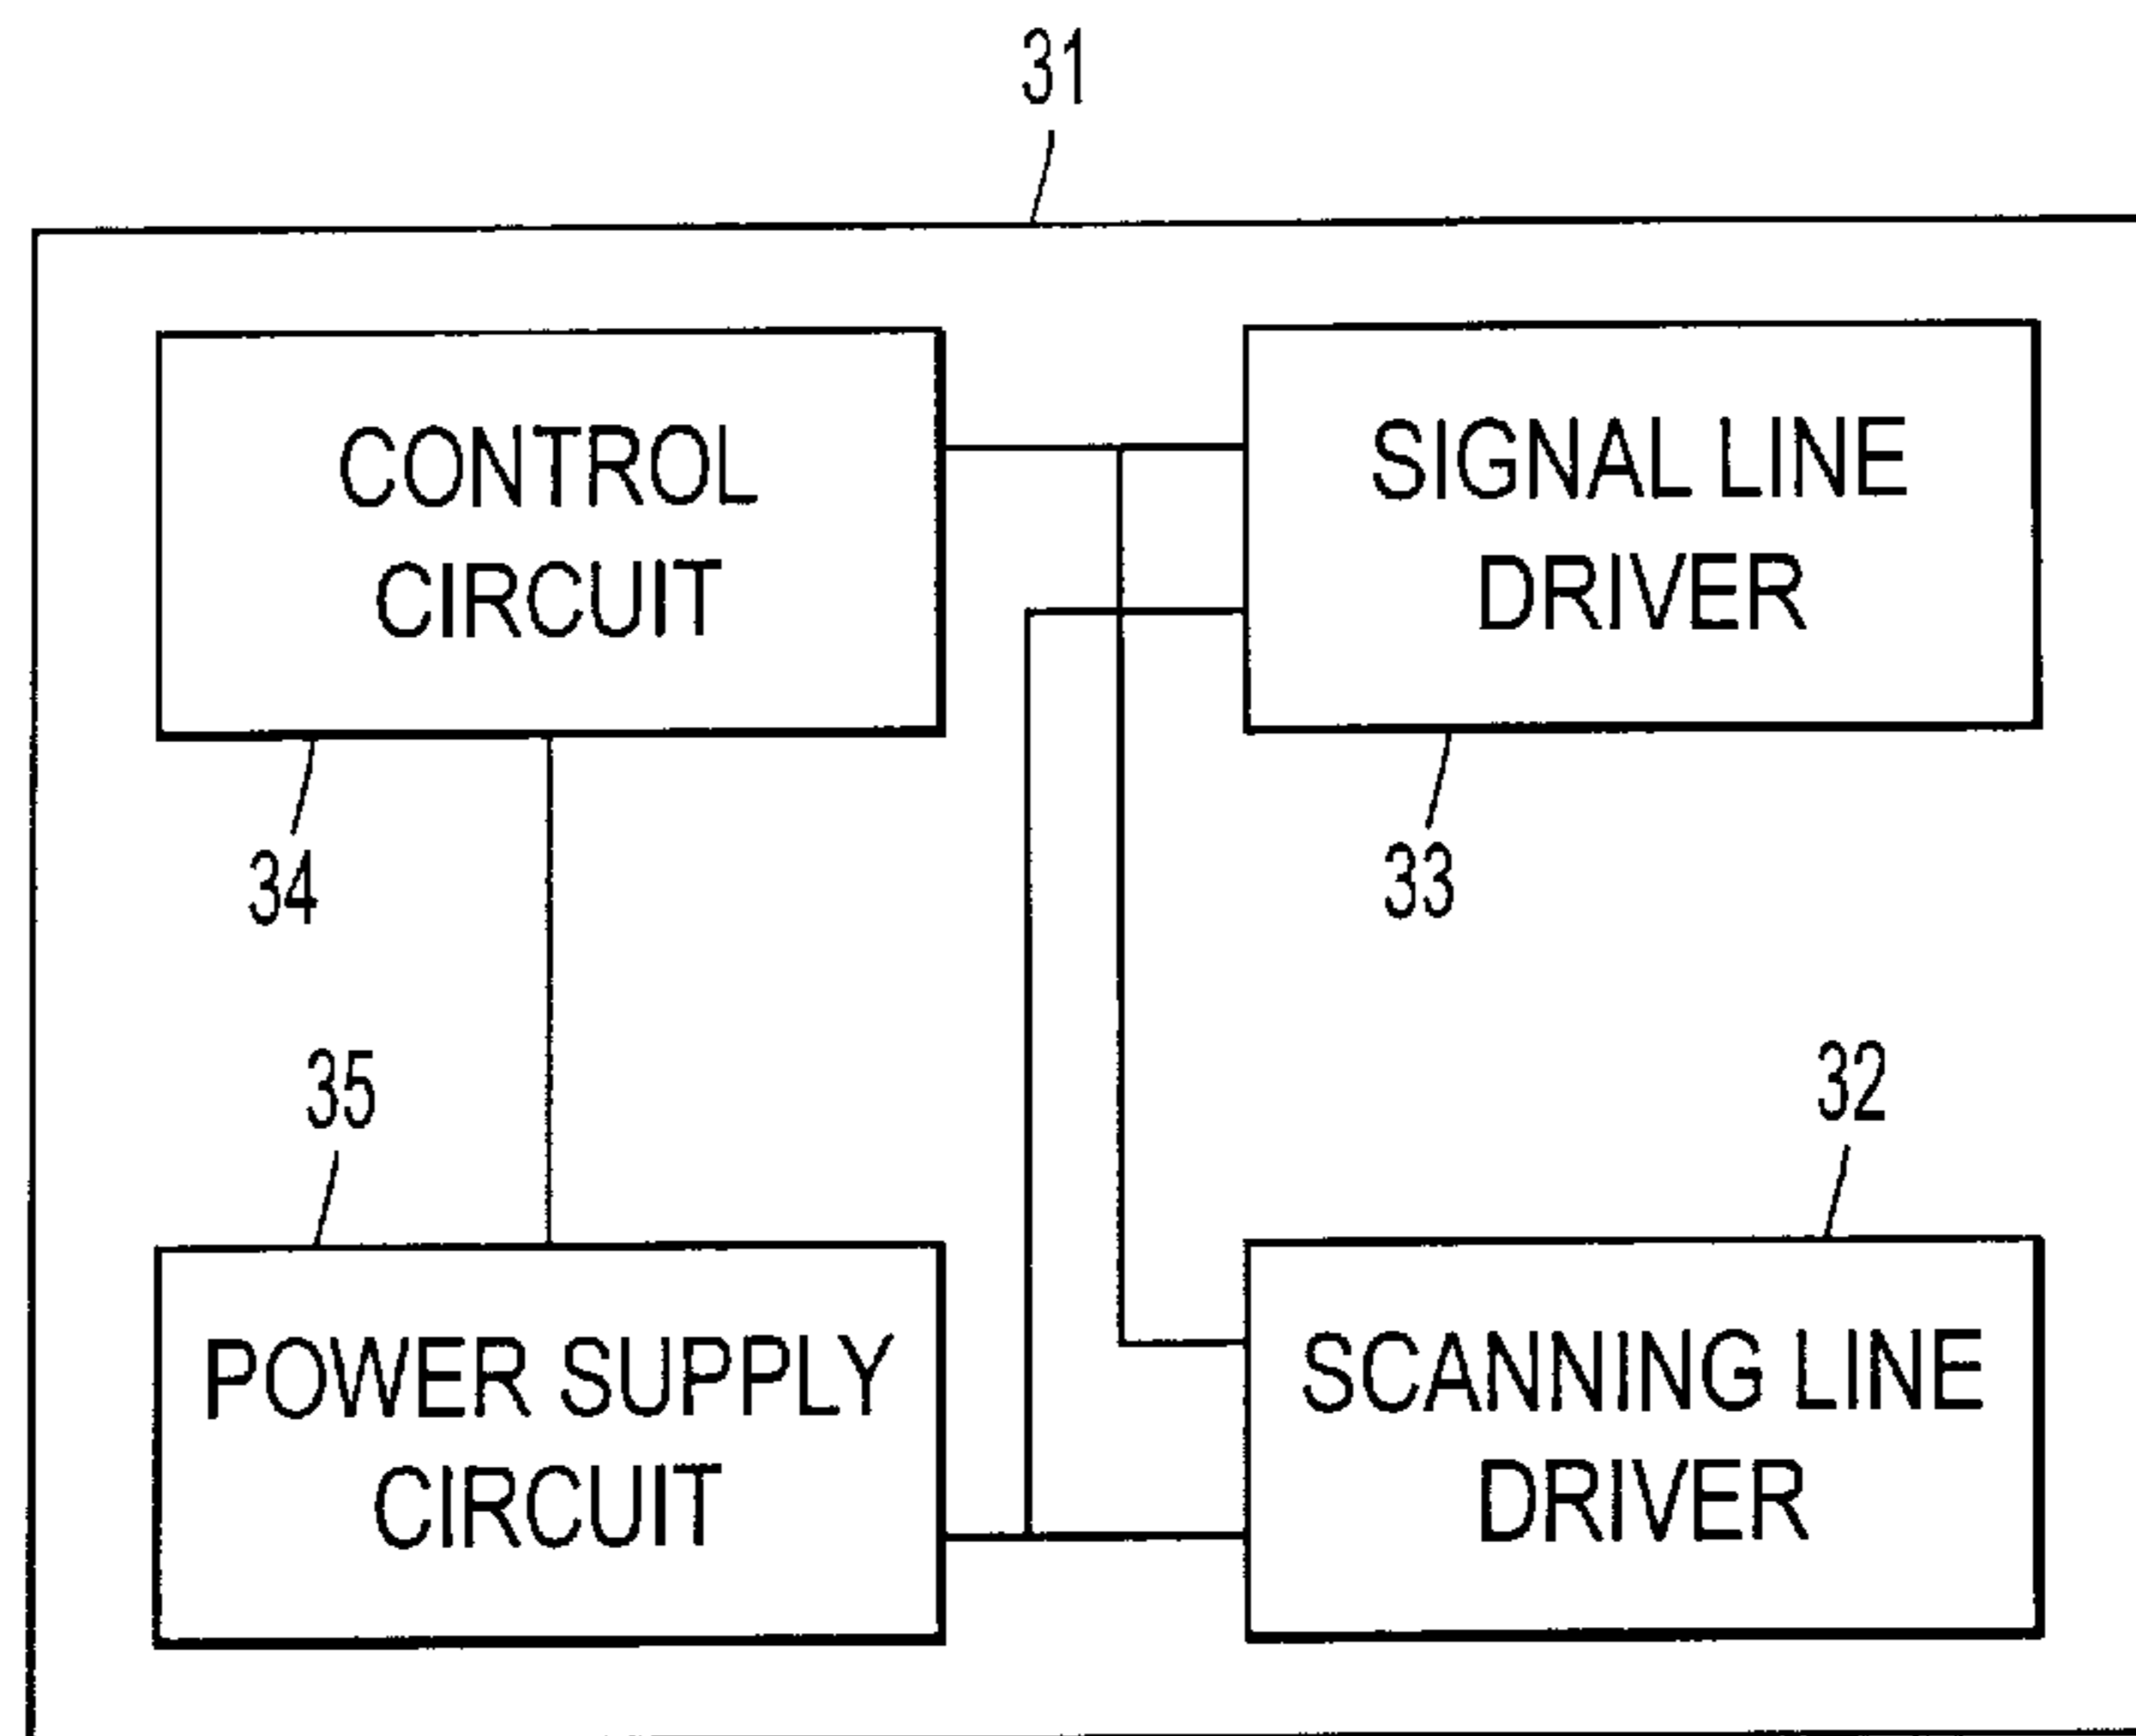 31
CONTROL
CIRCUIT
SIGNAL LINE
DRIVER
34
33
35
32
POWER SUPPLY
CIRCUIT
SCANNING LINE
DRIVER